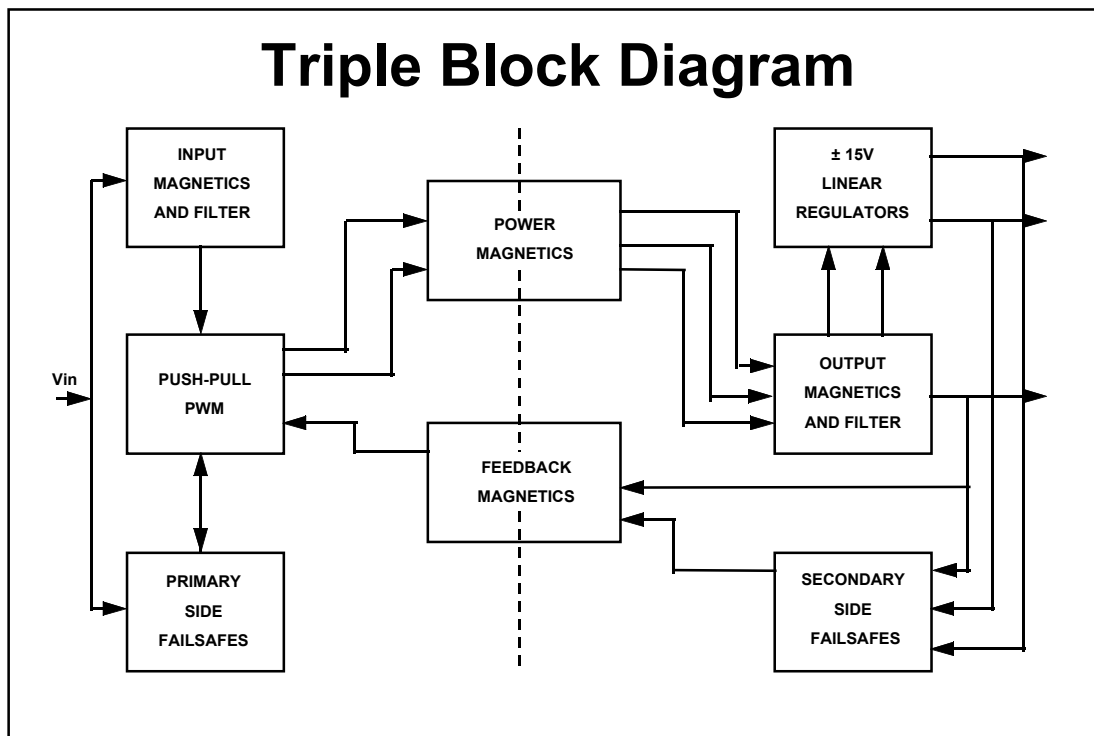 Triple Block Diagram
INPUT
MAGNETICS
AND FILTER
POWER
MAGNETICS
± 15V
LINEAR
REGULATORS
Vin
PUSH-PULL
PWM
OUTPUT
MAGNETICS
AND FILTER
FEEDBACK
MAGNETICS
PRIMARY
SIDE
FAILSAFES
SECONDARY
SIDE
FAILSAFES